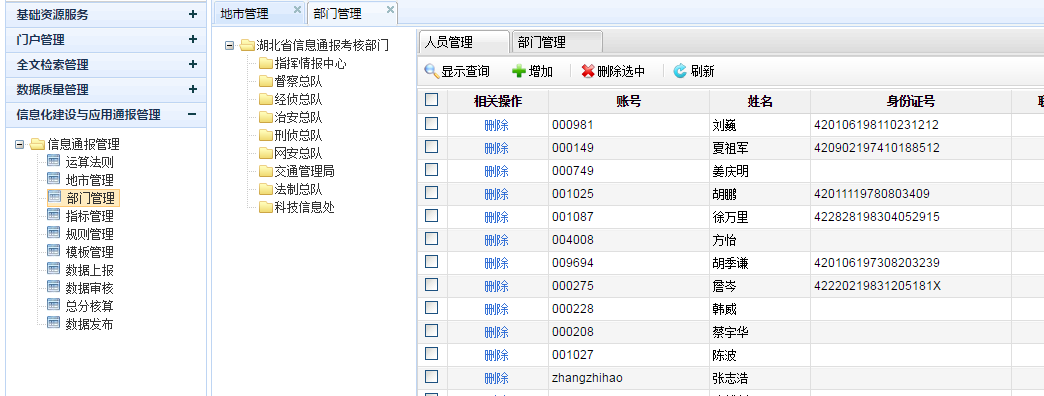 基础资源服务
门户管理
全文检索管理
数据质量管理
信息化建设与应用通报管理
信息通报管理
运算法则
地市管理
部门管理
指标管理
规则管理
模板管理
数据上报
数据审核
总分核算
数据发布
地市管理 部门管理
湖北省信息通报考核部门
指挥情报中心
督察总队
经侦总队
治安总队
刑侦总队
网安总队
交通管理局
法制总队
科技信息处
人员管理 部门管理
显示查询 增加 删除选中 刷新
相关操作 账号 姓名 身份证号
删除 000981 刘巍 420106198110231212
删除 000149 夏祖军 420902197410188512
删除 000749 姜庆明
删除 001025 胡鹏 42011119780803409
删除 001087 徐万里 422828198304052915
删除 004008 方怡
删除 009694 胡季谦 420106197308203239
删除 000275 詹岑 42220219831205181X
删除 000228 韩威
删除 000208 蔡宇华
删除 001027 陈波
删除 zhangzhihao 张志浩